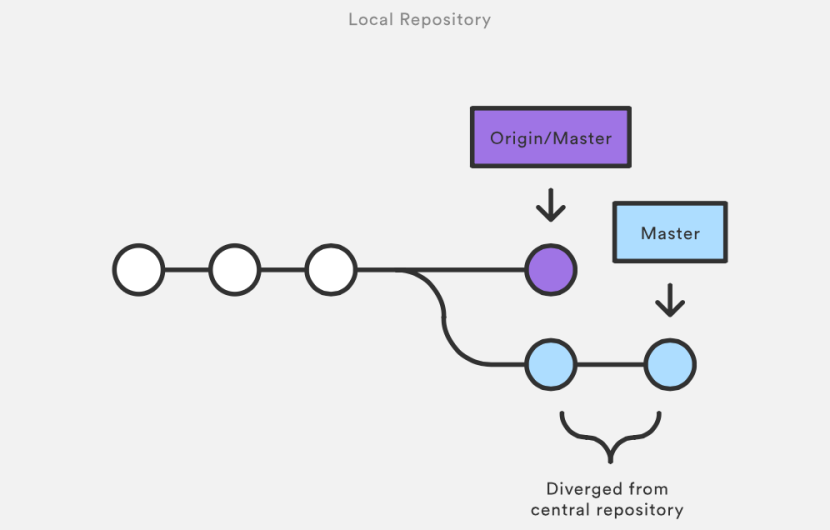 Local Repository
Origin/Master
Master
Diverged from
central repository